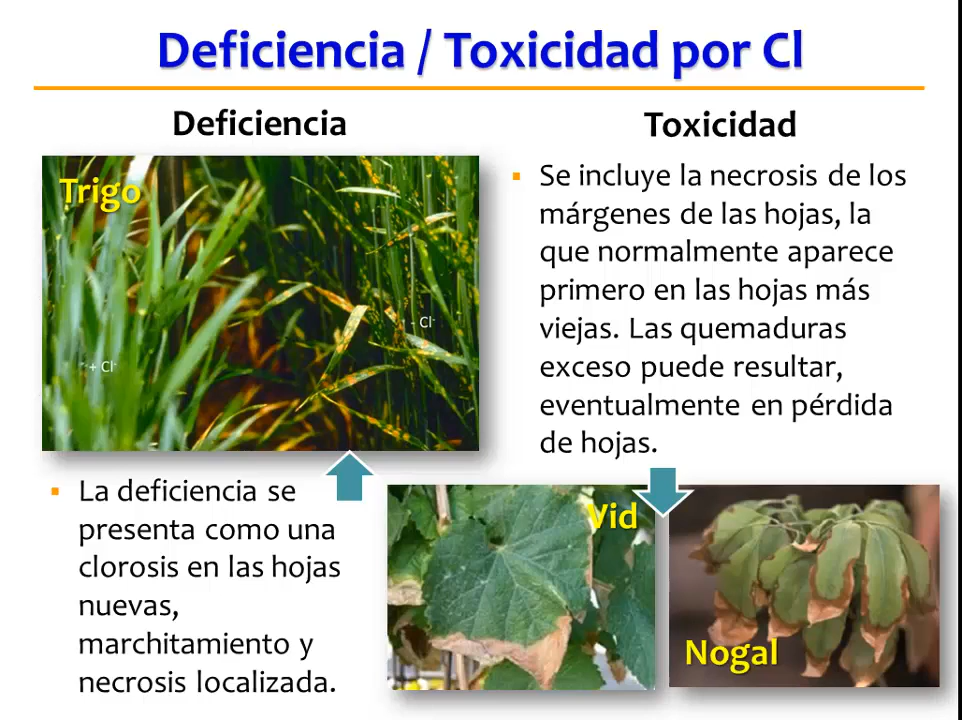 Deficiencia / Toxicidad por Cl
Deficiencia
Trigo
+ Cl-
- Cl-
▪ La deficiencia se
presenta como una
clorosis en las hojas
nuevas,
marchitamiento y
necrosis localizada.
Toxicidad
▪ Se incluye la necrosis de los
márgenes de las hojas, la
que normalmente aparece
primero en las hojas más
viejas. Las quemaduras
exceso puede resultar,
eventualmente en pérdida
de hojas.
Vid
Nogal